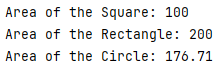 Area of the Square: 100
Area of the Rectangle: 200
Area of the Circle: 176.71